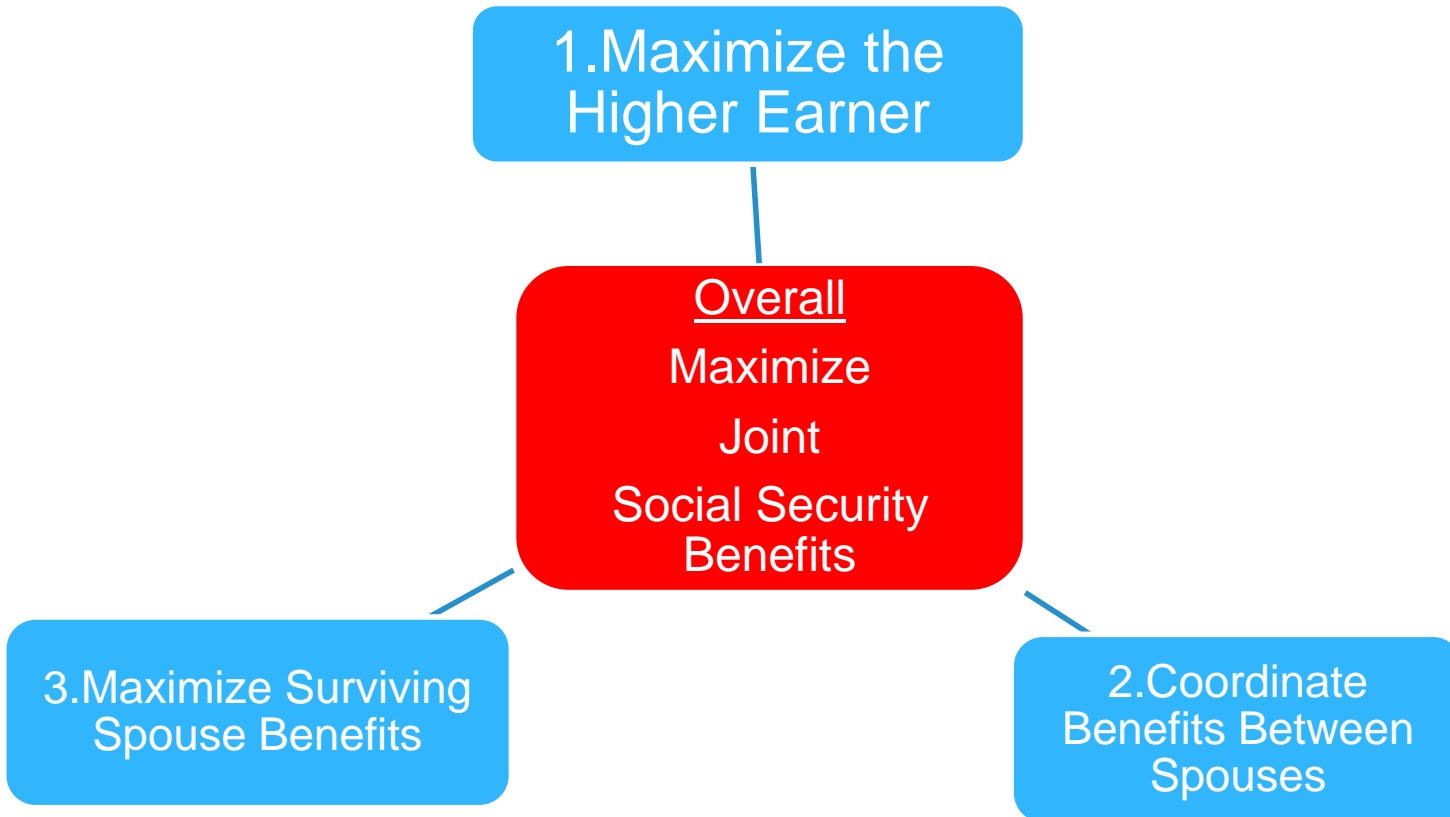 1.Maximize the
Higher Earner
Overall
Maximize
Joint
Social Security
Benefits
3.Maximize Surviving
Spouse Benefits
2.Coordinate
Benefits Between
Spouses